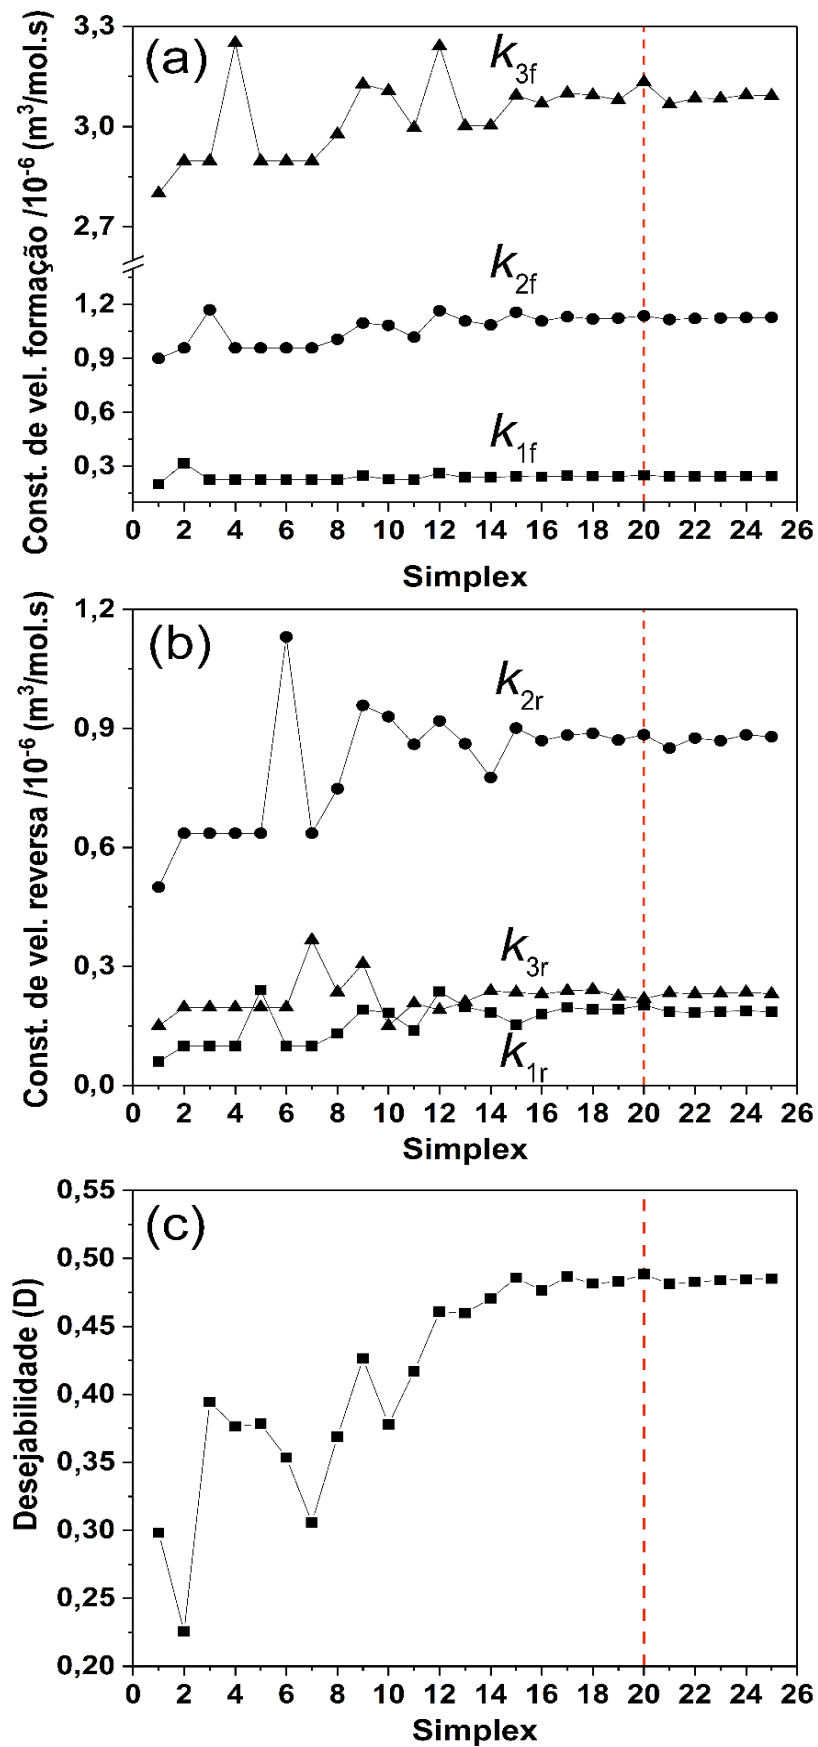 (a)
Const. de vel. formação /10⁻⁶ (m³/mol.s)
3,3
3,0
2,7
1,2
0,9
0,6
0,3
k3f
k2f
k1f
0 2 4 6 8 10 12 14 16 18 20 22 24 26
Simplex
(b)
Const. de vel. reversa /10⁻⁶ (m³/mol.s)
1,2
0,9
0,6
0,3
0,0
k2r
k3r
k1r
0 2 4 6 8 10 12 14 16 18 20 22 24 26
Simplex
(c)
Desejabilidade (D)
0,55
0,50
0,45
0,40
0,35
0,30
0,25
0,20
0 2 4 6 8 10 12 14 16 18 20 22 24 26
Simplex